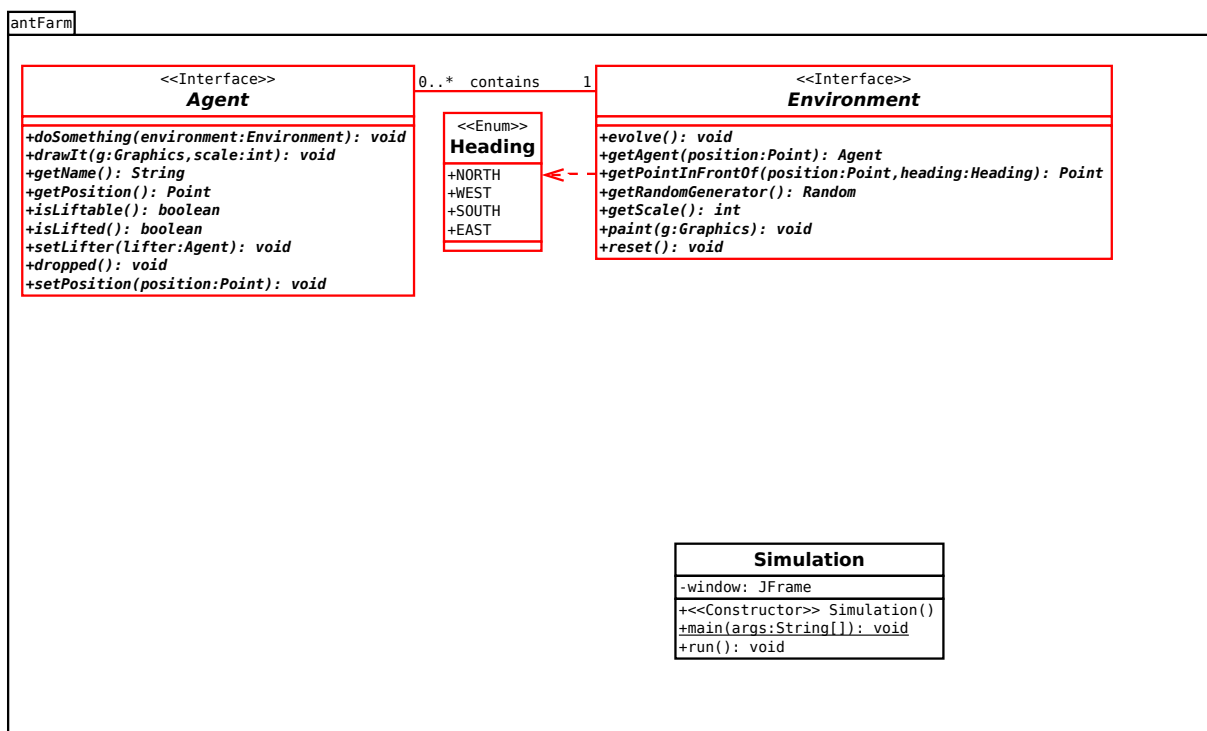 antFarm
<<Interface>>
Agent
+doSomething(environment:Environment): void
+drawIt(g:Graphics,scale:int): void
+getName(): String
+getPosition(): Point
+isLiftable(): boolean
+isLifted(): boolean
+setLifter(lifter:Agent): void
+dropped(): void
+setPosition(position:Point): void
0..* contains 1
<<Enum>>
Heading
+NORTH
+WEST
+SOUTH
+EAST
<<Interface>>
Environment
+evolve(): void
+getAgent(position:Point): Agent
+getPointInFrontOf(position:Point,heading:Heading): Point
+getRandomGenerator(): Random
+getScale(): int
+paint(g:Graphics): void
+reset(): void
Simulation
-window: JFrame
+<<Constructor>> Simulation()
+main(args:String[]): void
+run(): void